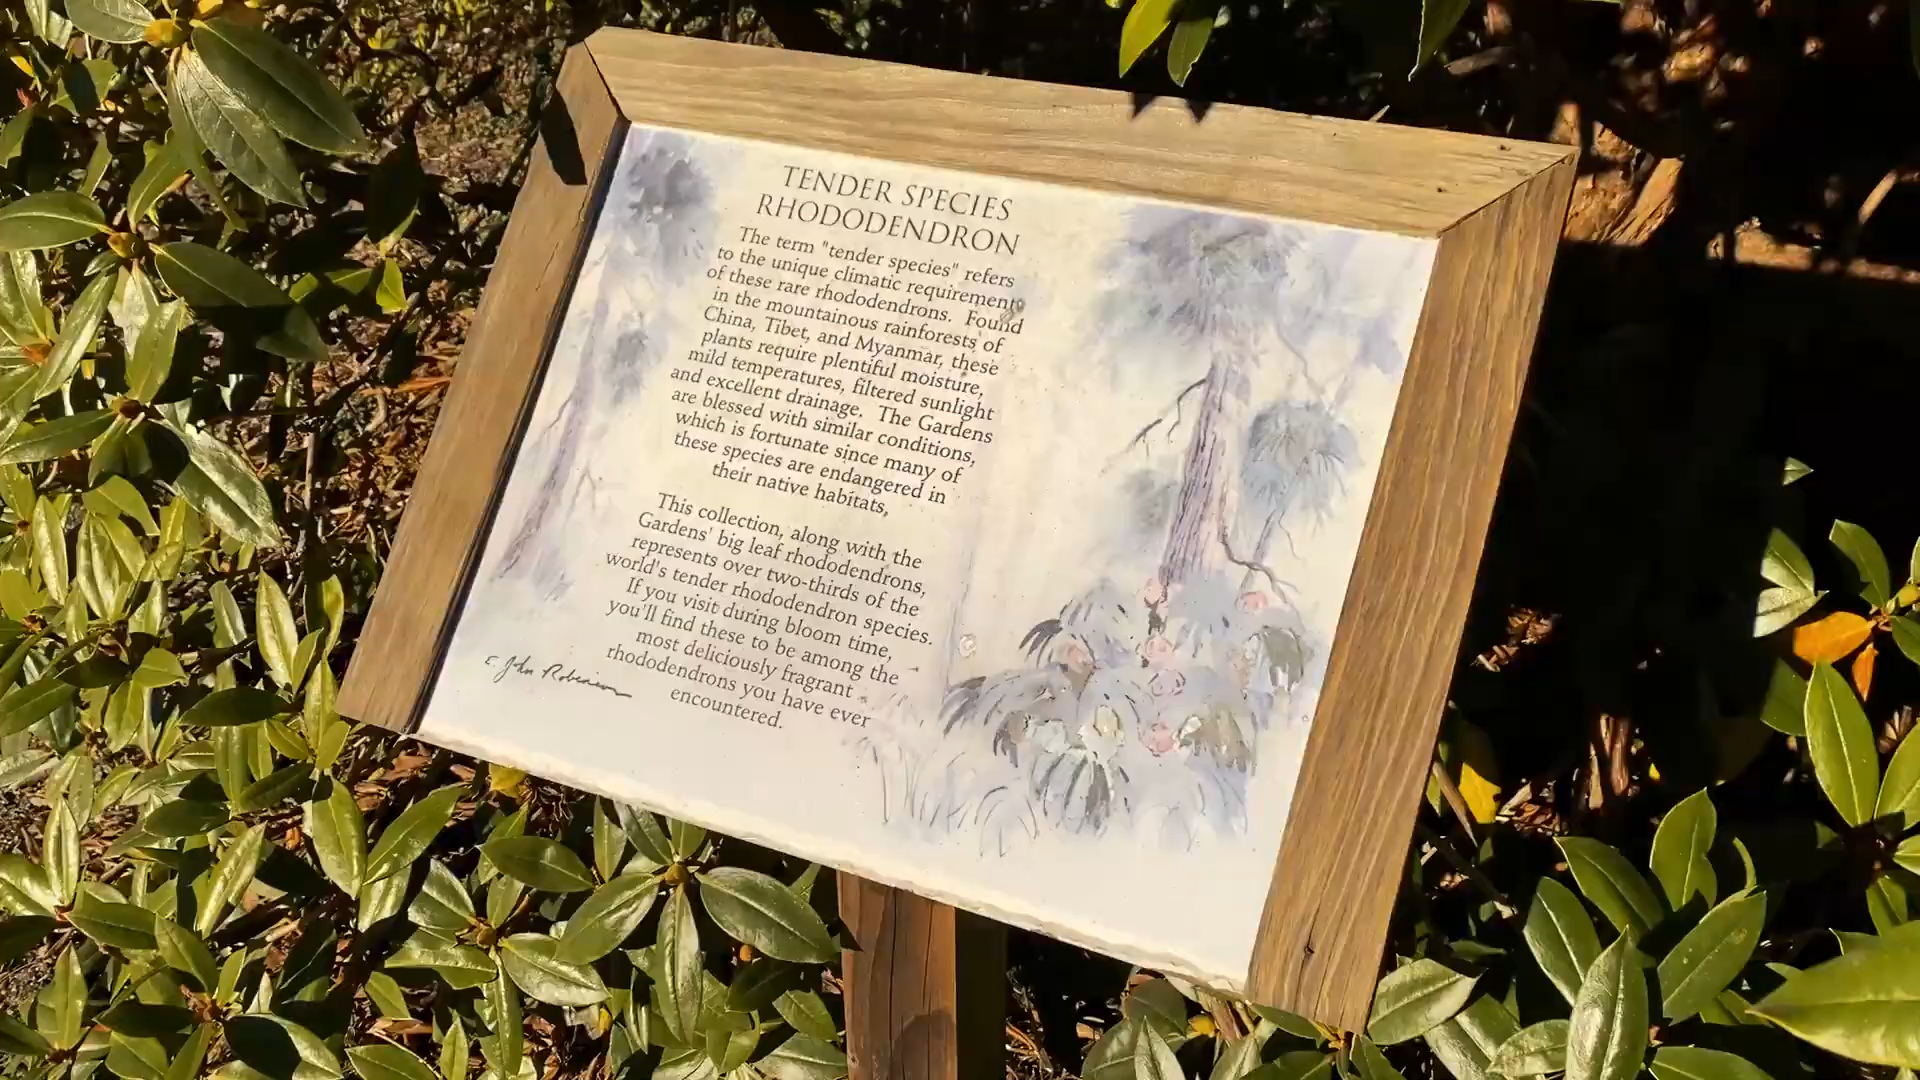 TENDER SPECIES
RHODODENDRON
The term "tender species" refers
to the unique climatic requirements
of these rare rhododendrons. Found
in the mountainous rainforests of
China, Tibet, and Myanmar, these
plants require plentiful moisture,
mild temperatures, filtered sunlight
and excellent drainage. The Gardens
are blessed with similar conditions,
which is fortunate since many of
these species are endangered in
their native habitats,
This collection, along with the
Gardens' big leaf rhododendrons,
represents over two-thirds of the
world's tender rhododendron species.
If you visit during bloom time,
you'll find these to be among the
most deliciously fragrant
rhododendrons you have ever
encountered.
E. John Robinson